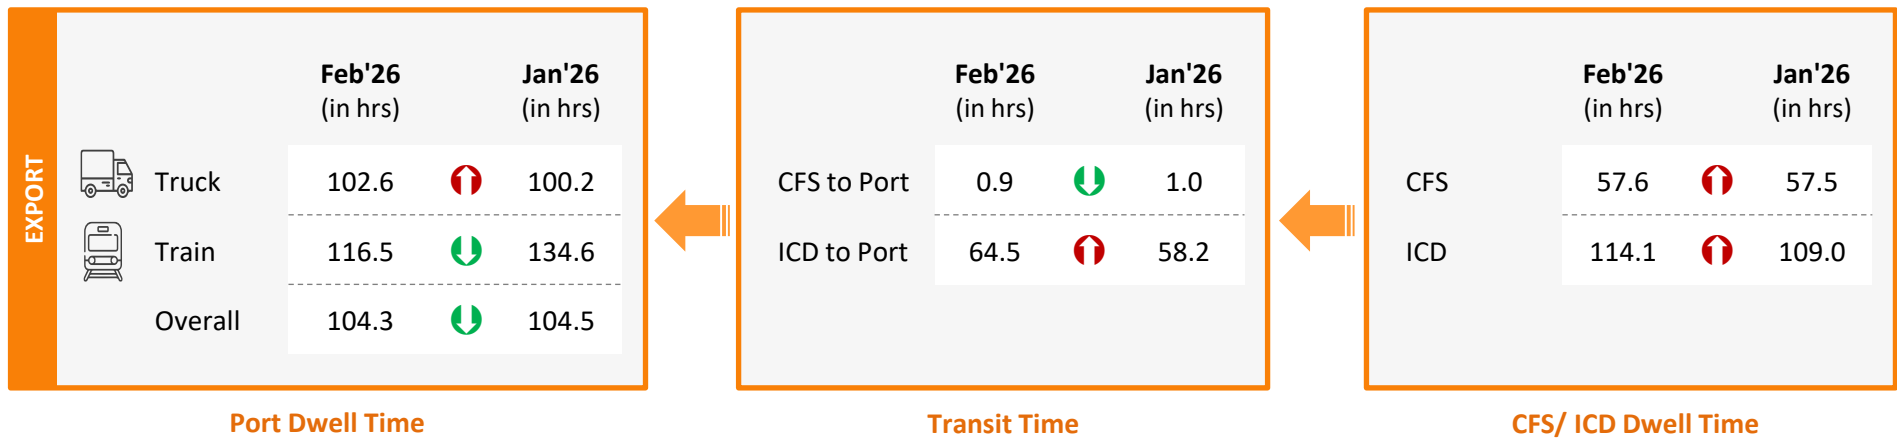 EXPORT
Feb'26 Jan'26
(in hrs) (in hrs)
Truck 102.6 100.2
Train 116.5 134.6
Overall 104.3 104.5
Port Dwell Time
Feb'26 Jan'26
(in hrs) (in hrs)
CFS to Port 0.9 1.0
ICD to Port 64.5 58.2
Transit Time
Feb'26 Jan'26
(in hrs) (in hrs)
CFS 57.6 57.5
ICD 114.1 109.0
CFS/ ICD Dwell Time